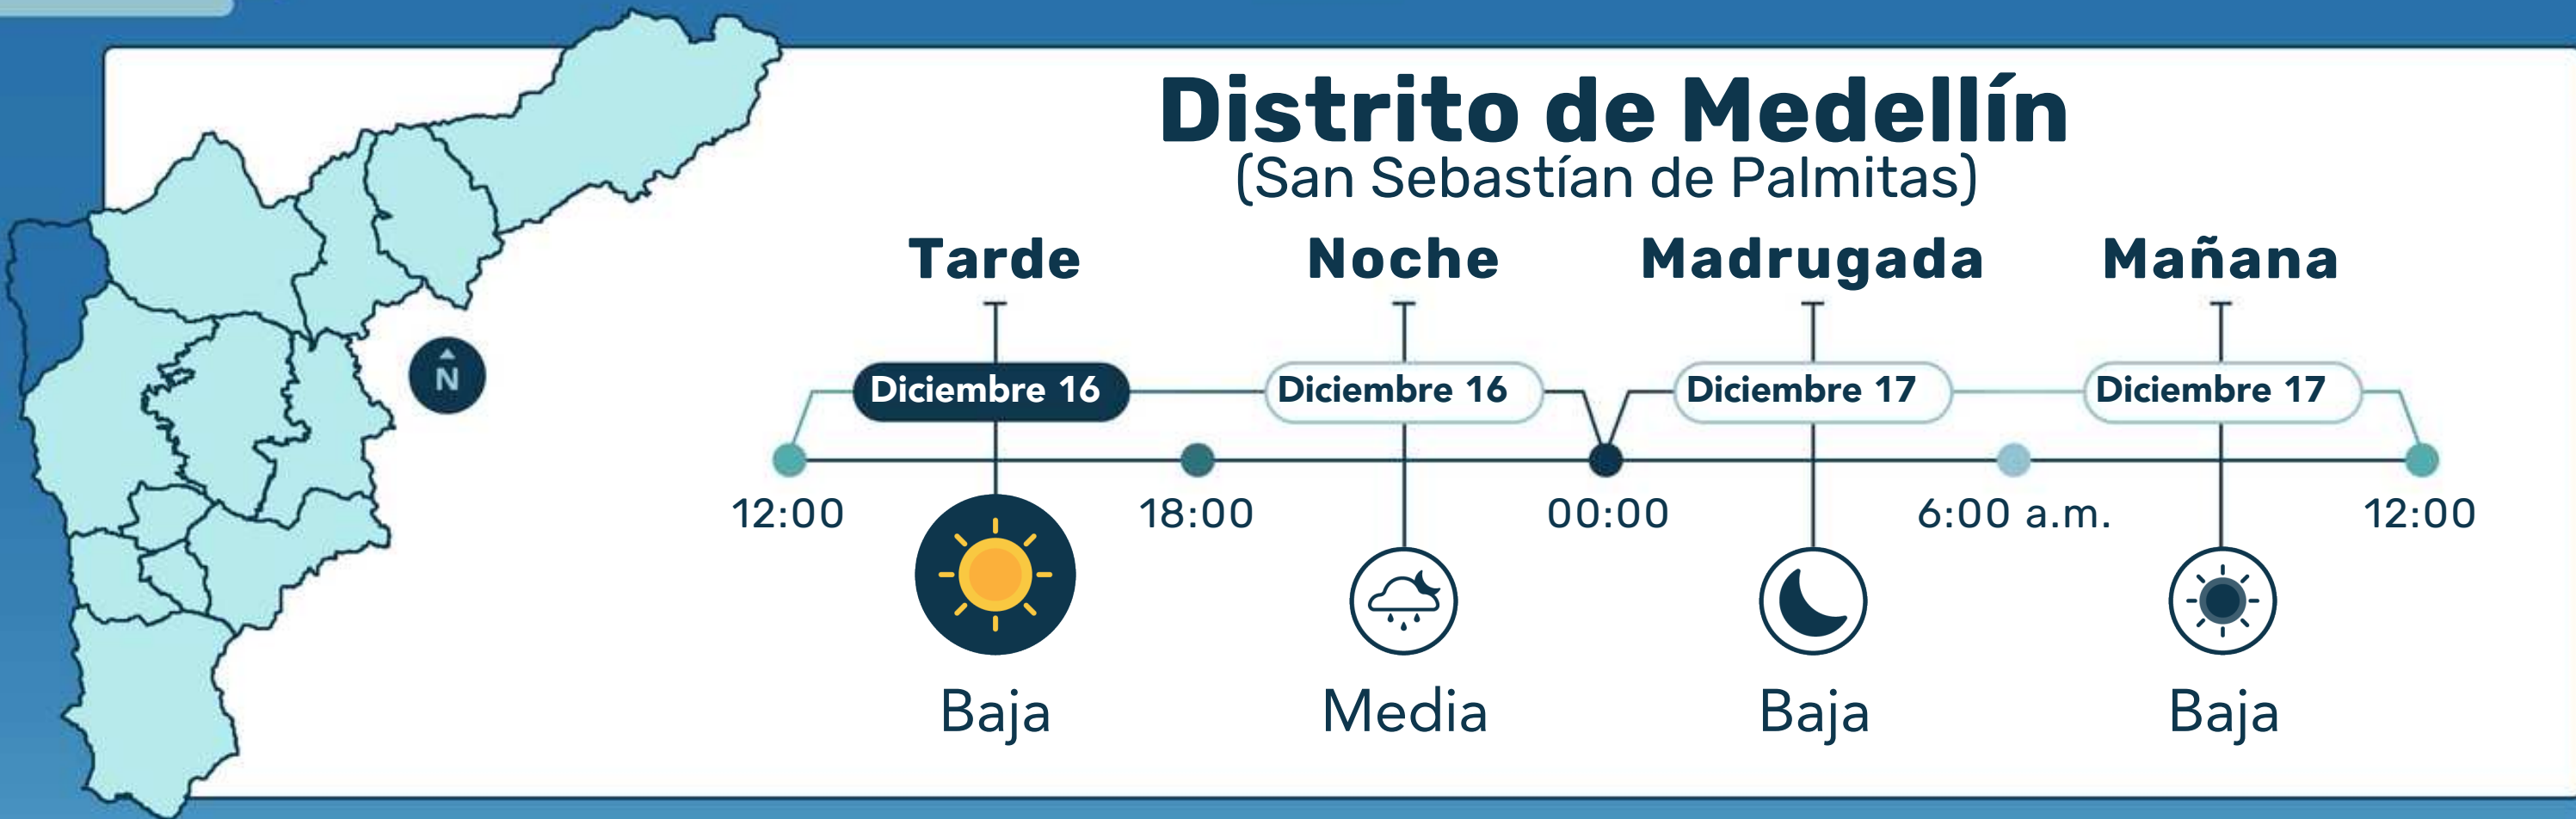 Distrito de Medellín
(San Sebastían de Palmitas)
Tarde Noche Madrugada Mañana
Diciembre 16 Diciembre 16 Diciembre 17 Diciembre 17
N
12:00 18:00 00:00 6:00 a.m. 12:00
Baja Media Baja Baja